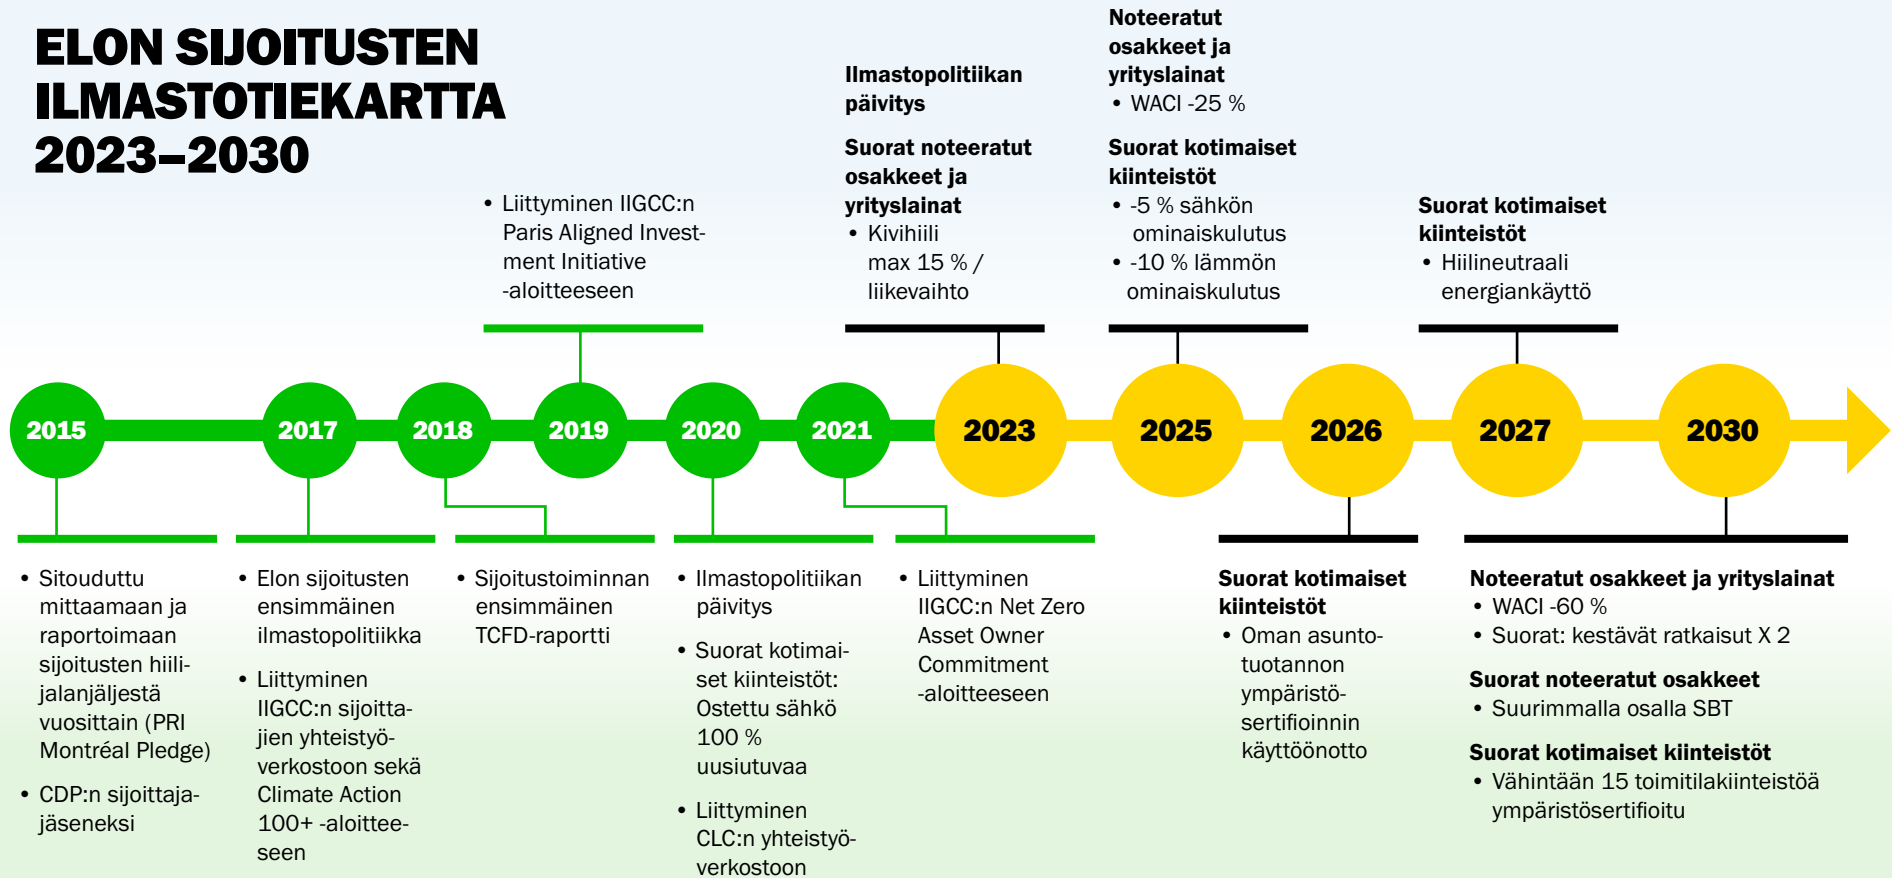 ELON SIJOITUSTEN
ILMASTOTIEKARTTA
2023–2030
• Liittyminen IIGCC:n
Paris Aligned Invest-
ment Initiative
-aloitteeseen
Ilmastopolitiikan
päivitys
Suorat noteeratut
osakkeet ja
yrityslainat
• Kivihiili
max 15 % /
liikevaihto
Noteeratut
osakkeet ja
yrityslainat
• WACI -25 %
Suorat kotimaiset
kiinteistöt
• -5 % sähkön
ominaiskulutus
• -10 % lämmön
ominaiskulutus
Suorat kotimaiset
kiinteistöt
• Hiilineutraali
energiankäyttö
2015
2017
2018
2019
2020
2021
2023
2025
2026
2027
2030
• Sitouduttu
mittaamaan ja
raportoimaan
sijoitusten hiili-
jalanjäljestä
vuosittain (PRI
Montréal Pledge)
• CDP:n sijoittaja-
jäseneksi
• Elon sijoitusten
ensimmäinen
ilmastopolitiikka
• Liittyminen
IIGCC:n sijoitta-
jien yhteistyö-
verkostoon sekä
Climate Action
100+ -aloittee-
seen
• Sijoitustoiminnan
ensimmäinen
TCFD-raportti
• Ilmastopolitiikan
päivitys
• Suorat kotimai-
set kiinteistöt:
Ostettu sähkö
100 %
uusiutuvaa
• Liittyminen
CLC:n yhteistyö-
verkostoon
• Liittyminen
IIGCC:n Net Zero
Asset Owner
Commitment
-aloitteeseen
Suorat kotimaiset
kiinteistöt
• Oman asunto-
tuotannon
ympäristö-
sertifioinnin
käyttöönotto
Noteeratut osakkeet ja yrityslainat
• WACI -60 %
• Suorat: kestävät ratkaisut X 2
Suorat noteeratut osakkeet
• Suurimmalla osalla SBT
Suorat kotimaiset kiinteistöt
• Vähintään 15 toimitilakiinteistöä
ympäristösertifioitu